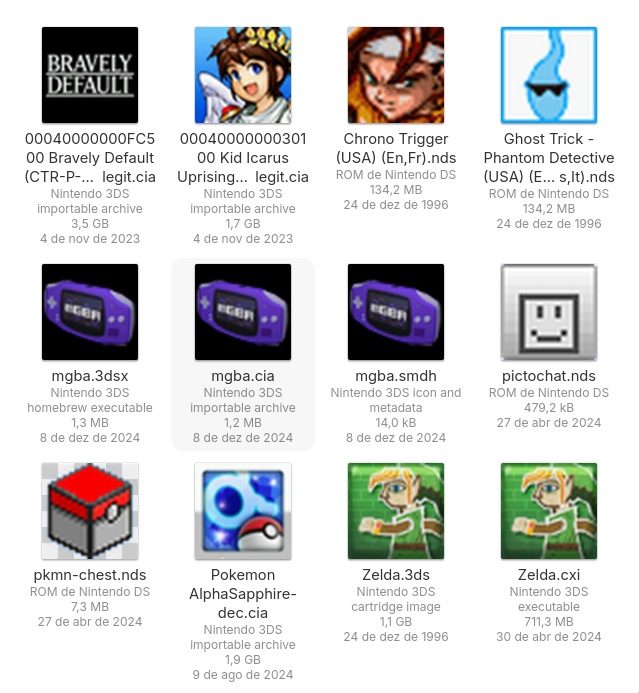 BRAVELY
DEFAULT
00040000000FC5
00 Bravely Default
(CTR-P-... legit.cia
Nintendo 3DS
importable archive
3,5 GB
4 de nov de 2023
00040000000301
00 Kid Icarus
Uprising... legit.cia
Nintendo 3DS
importable archive
1,7 GB
4 de nov de 2023
Chrono Trigger
(USA) (En,Fr).nds
ROM de Nintendo DS
134,2 MB
24 de dez de 1996
Ghost Trick -
Phantom Detective
(USA) (E... s,It).nds
ROM de Nintendo DS
134,2 MB
24 de dez de 1996
mGBA
mgba.3dsx
Nintendo 3DS
homebrew executable
1,3 MB
8 de dez de 2024
mGBA
mgba.cia
Nintendo 3DS
importable archive
1,2 MB
8 de dez de 2024
mGBA
mgba.smdh
Nintendo 3DS icon and
metadata
14,0 kB
8 de dez de 2024
pictochat.nds
ROM de Nintendo DS
479,2 kB
27 de abr de 2024
pkmn-chest.nds
ROM de Nintendo DS
7,3 MB
27 de abr de 2024
Pokemon
AlphaSapphire-
dec.cia
Nintendo 3DS
importable archive
1,9 GB
9 de ago de 2024
Zelda.3ds
Nintendo 3DS
cartridge image
1,1 GB
24 de dez de 1996
Zelda.cxi
Nintendo 3DS
executable
711,3 MB
30 de abr de 2024